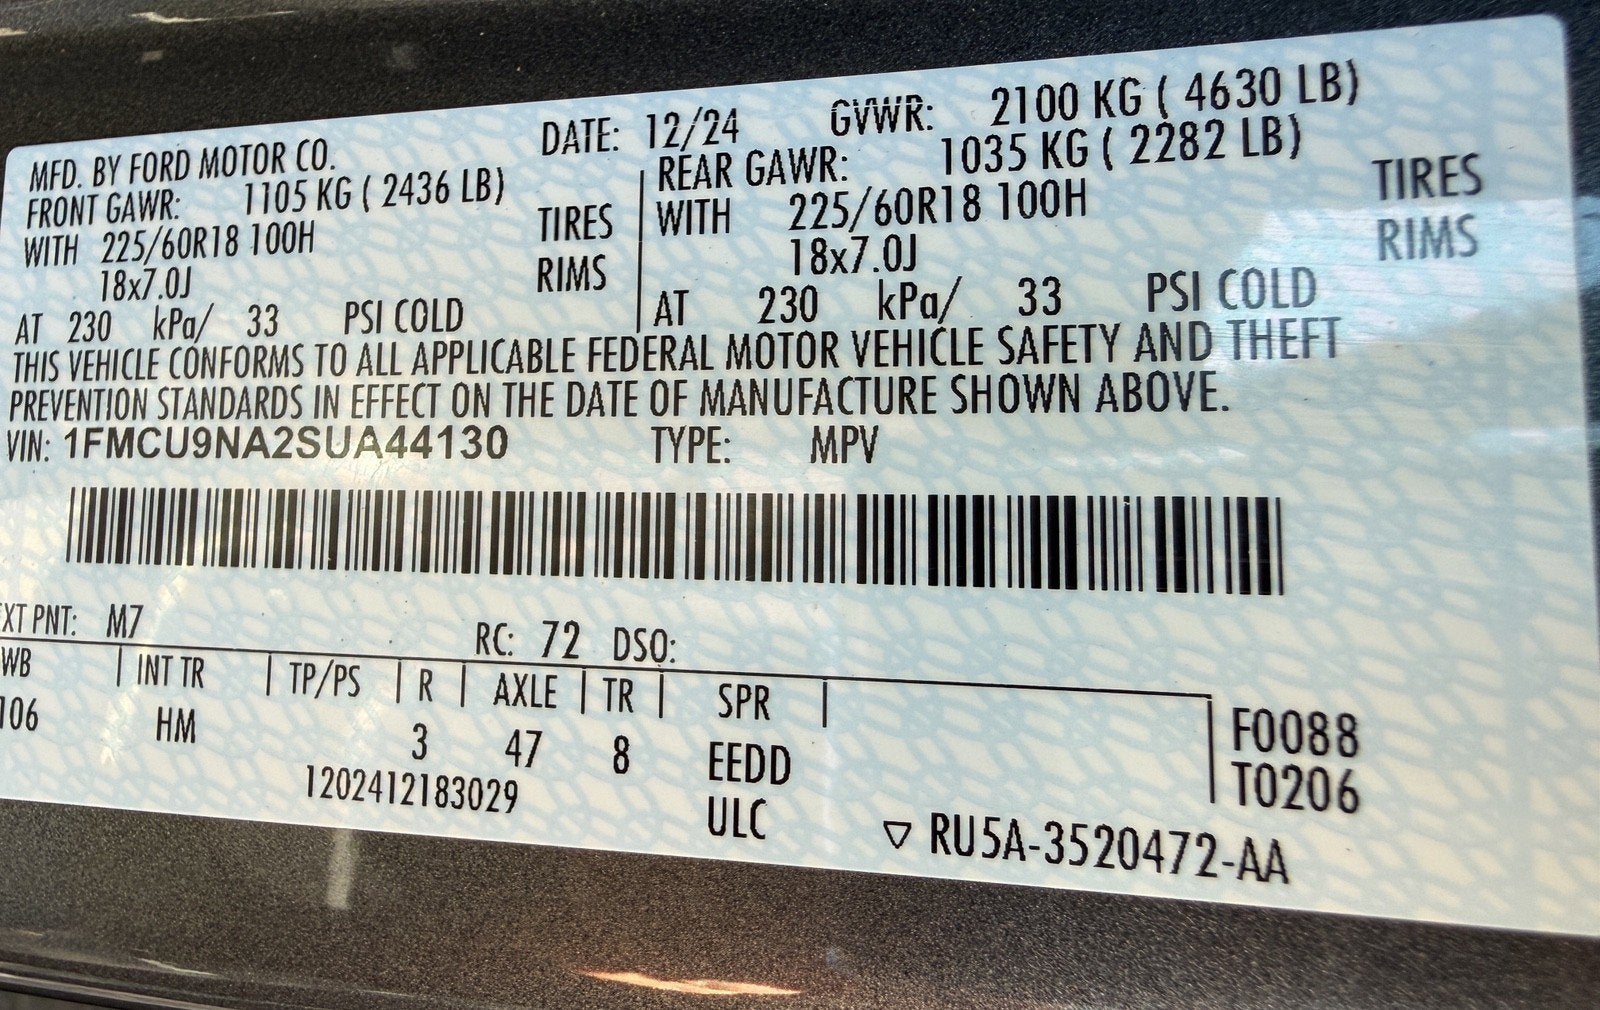 MFD. BY FORD MOTOR CO. DATE: 12/24 GVWR: 2100 KG ( 4630 LB)
FRONT GAWR: 1105 KG ( 2436 LB) REAR GAWR: 1035 KG ( 2282 LB)
WITH 225/60R18 100H TIRES WITH 225/60R18 100H TIRES
18x7.0J RIMS 18x7.0J RIMS
AT 230 kPa/ 33 PSI COLD AT 230 kPa/ 33 PSI COLD
THIS VEHICLE CONFORMS TO ALL APPLICABLE FEDERAL MOTOR VEHICLE SAFETY AND THEFT
PREVENTION STANDARDS IN EFFECT ON THE DATE OF MANUFACTURE SHOWN ABOVE.
VIN: 1FMCU9NA2SUA44130 TYPE: MPV
XT PNT: M7 RC: 72 DSO:
WB | INT TR | TP/PS | R | AXLE | TR | SPR |
106 HM 3 47 8 EEDD F0088
1202412183029 ULC T0206
▽ RU5A-3520472-AA